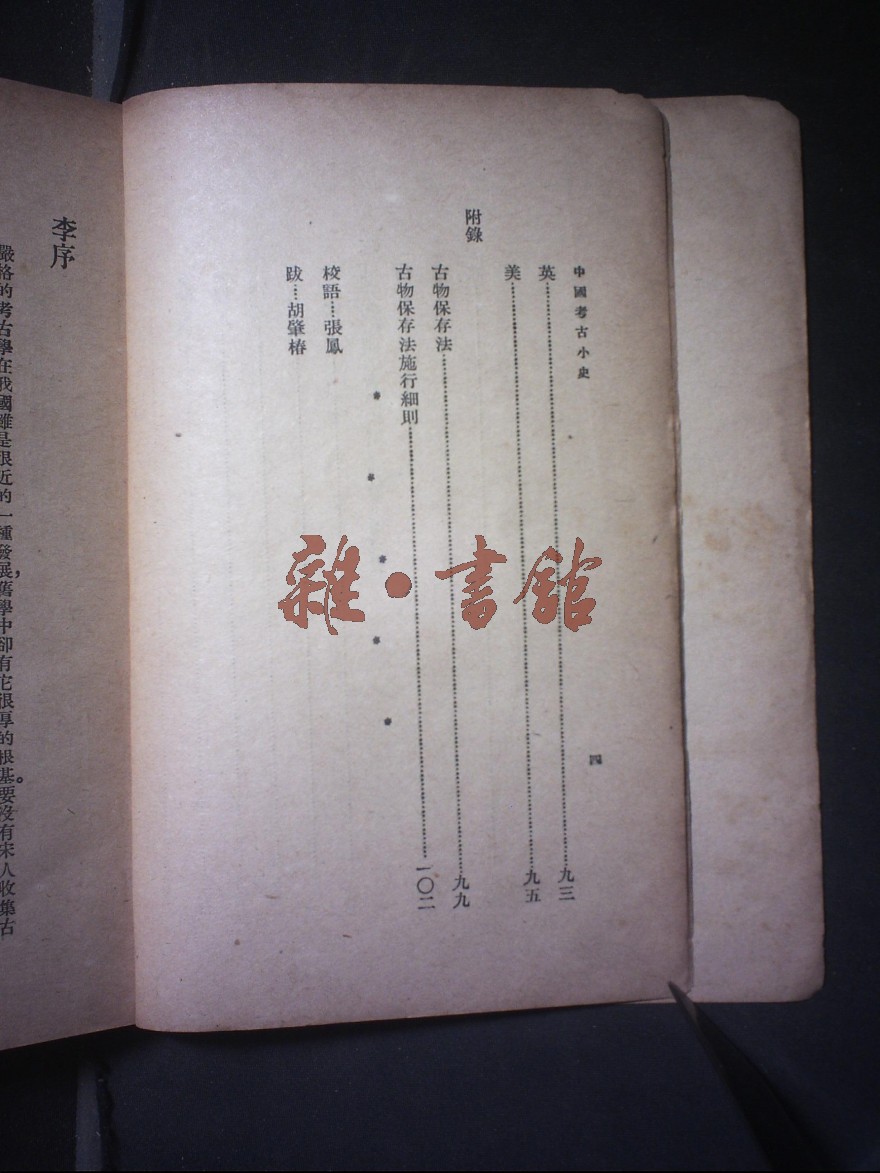 中國考古小史
四
英……九三
美……九五
附錄
古物保存法……九九
古物保存法施行細則……一〇二
校語…張鳳
跋…胡肇椿
李序
嚴格的考古學在我國雖是很近的一種發展，舊學中卻有它很厚的根基。要沒有宋人收集古
雜·書館